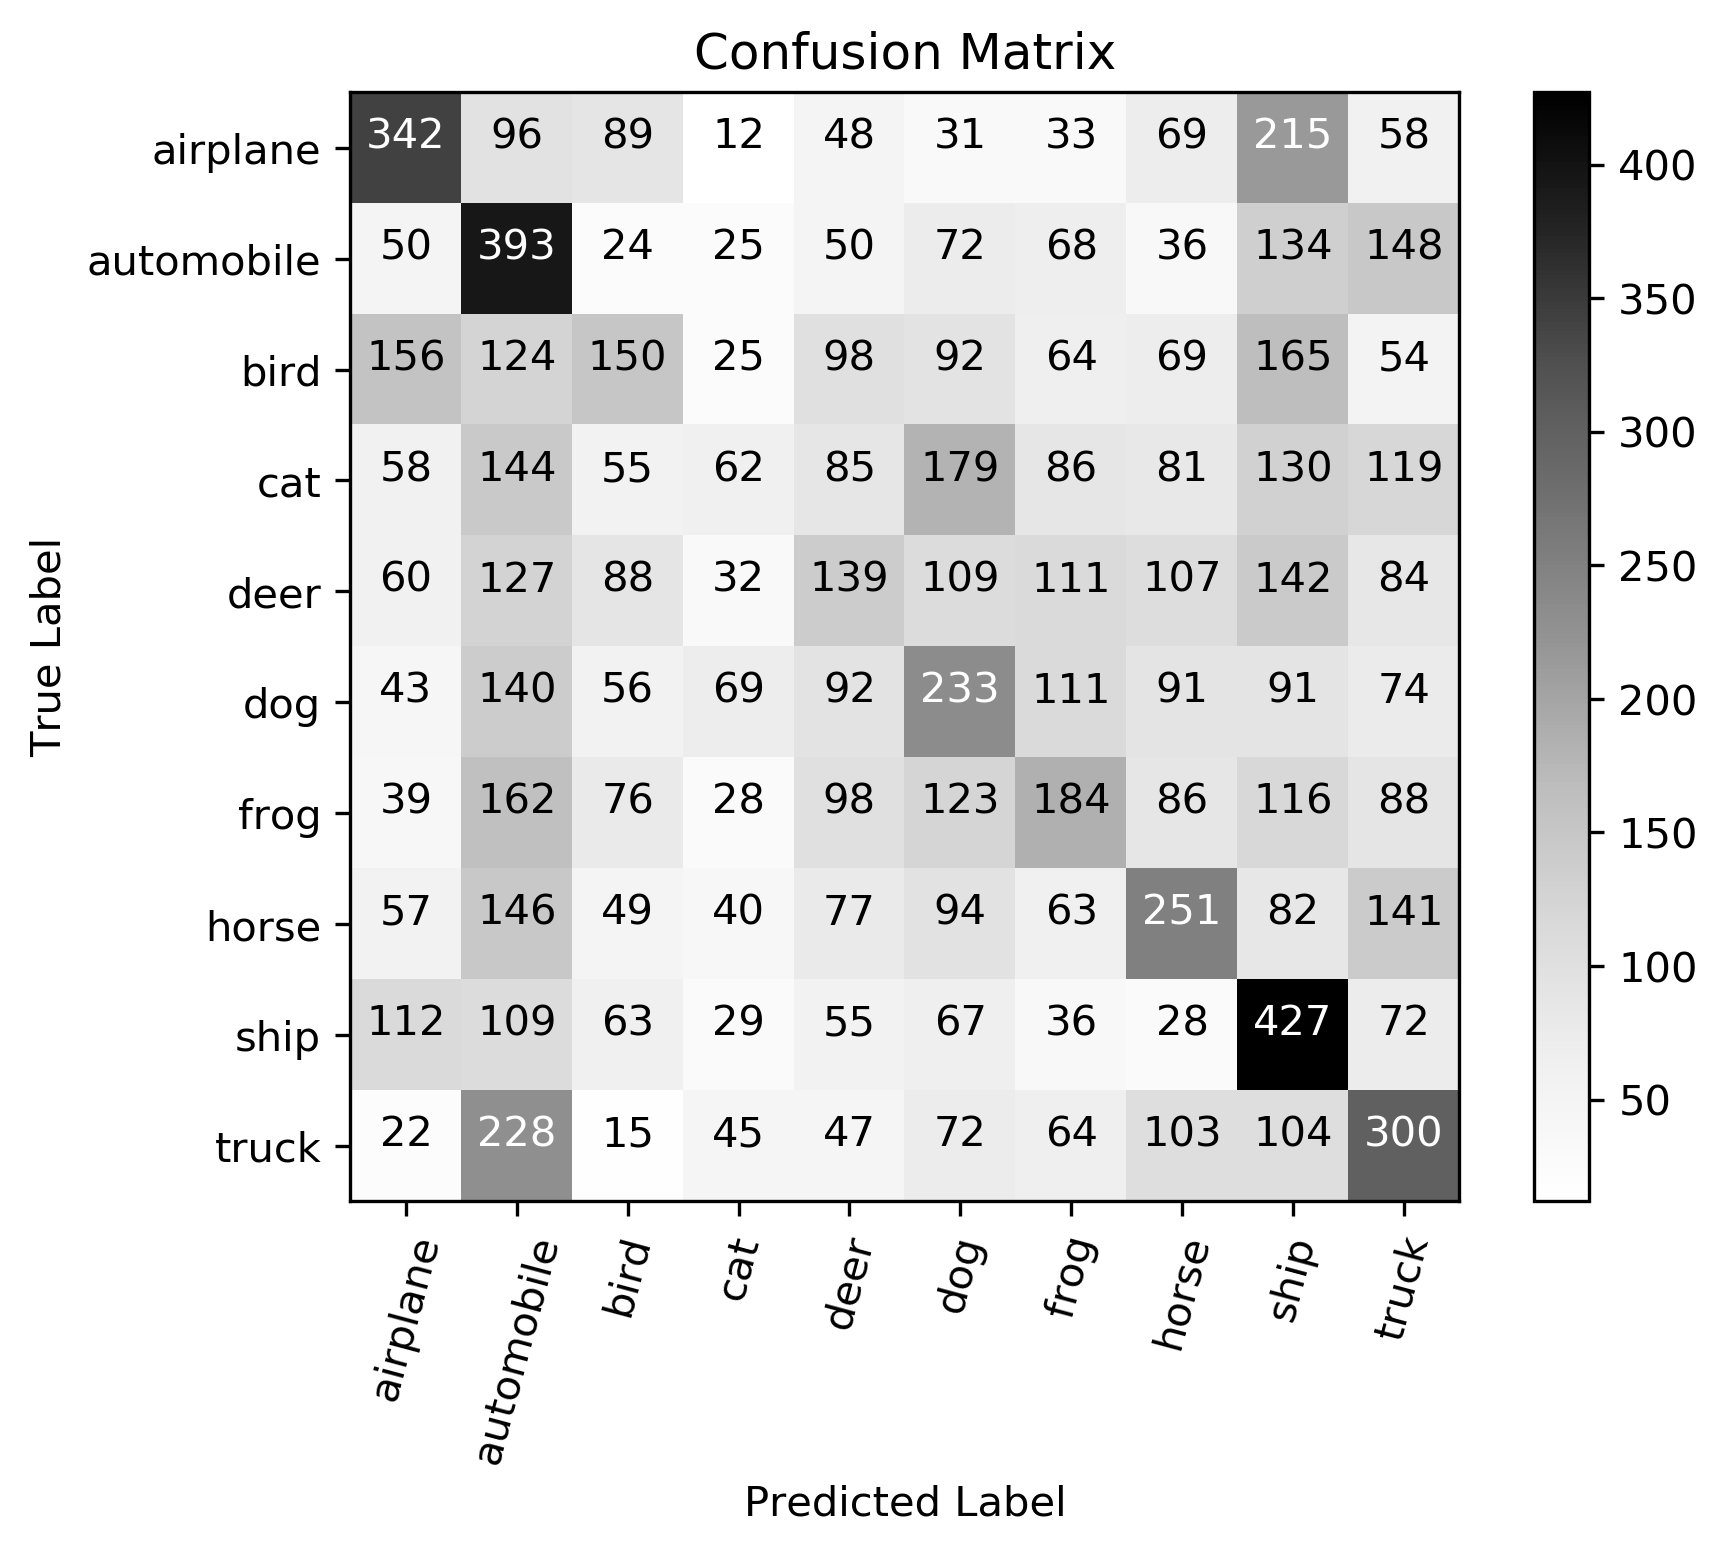 Confusion Matrix
airplane 342 96 89 12 48 31 33 69 215 58
automobile 50 393 24 25 50 72 68 36 134 148
bird 156 124 150 25 98 92 64 69 165 54
cat 58 144 55 62 85 179 86 81 130 119
deer 60 127 88 32 139 109 111 107 142 84
dog 43 140 56 69 92 233 111 91 91 74
frog 39 162 76 28 98 123 184 86 116 88
horse 57 146 49 40 77 94 63 251 82 141
ship 112 109 63 29 55 67 36 28 427 72
truck 22 228 15 45 47 72 64 103 104 300
True Label
airplane automobile bird cat deer dog frog horse ship truck
Predicted Label
400
350
300
250
200
150
100
50